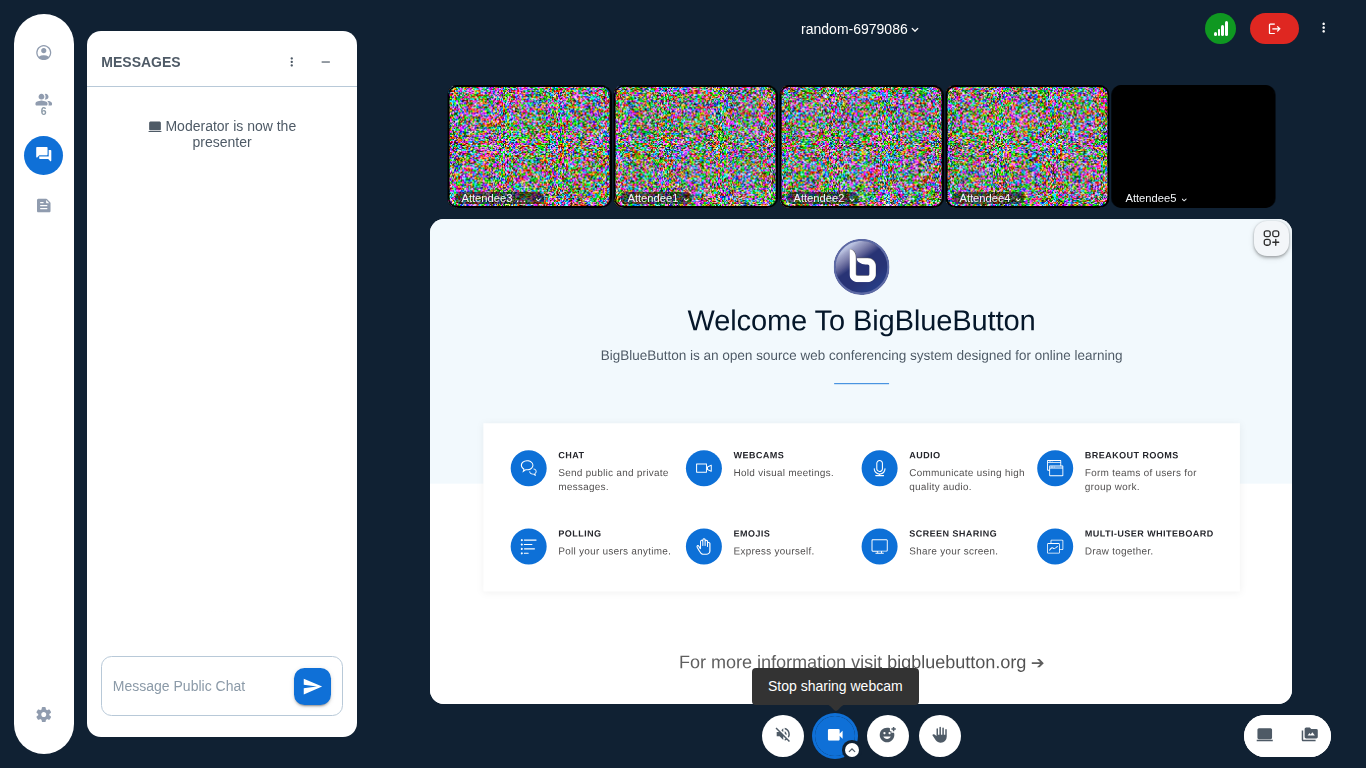 random-6979086
6
MESSAGES
Moderator is now the
presenter
Message Public Chat
Attendee3 ...
Attendee1
Attendee2
Attendee4
Attendee5
Welcome To BigBlueButton
BigBlueButton is an open source web conferencing system designed for online learning
CHAT
Send public and private
messages.
WEBCAMS
Hold visual meetings.
AUDIO
Communicate using high
quality audio.
BREAKOUT ROOMS
Form teams of users for
group work.
POLLING
Poll your users anytime.
EMOJIS
Express yourself.
SCREEN SHARING
Share your screen.
MULTI-USER WHITEBOARD
Draw together.
For more information visit bigbluebutton.org ➔
Stop sharing webcam